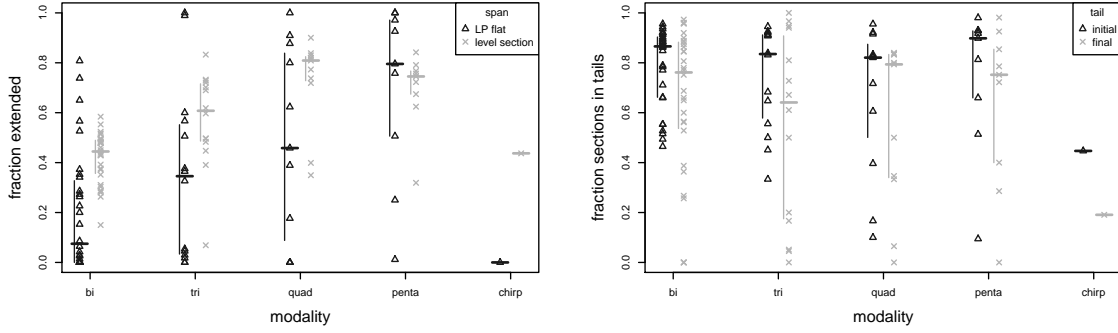 fraction extended
1.0
0.8
0.6
0.4
0.2
0.0
span
LP flat
level section
bi
tri
quad
penta
chirp
modality
fraction sections in tails
1.0
0.8
0.6
0.4
0.2
0.0
tail
initial
final
bi
tri
quad
penta
chirp
modality